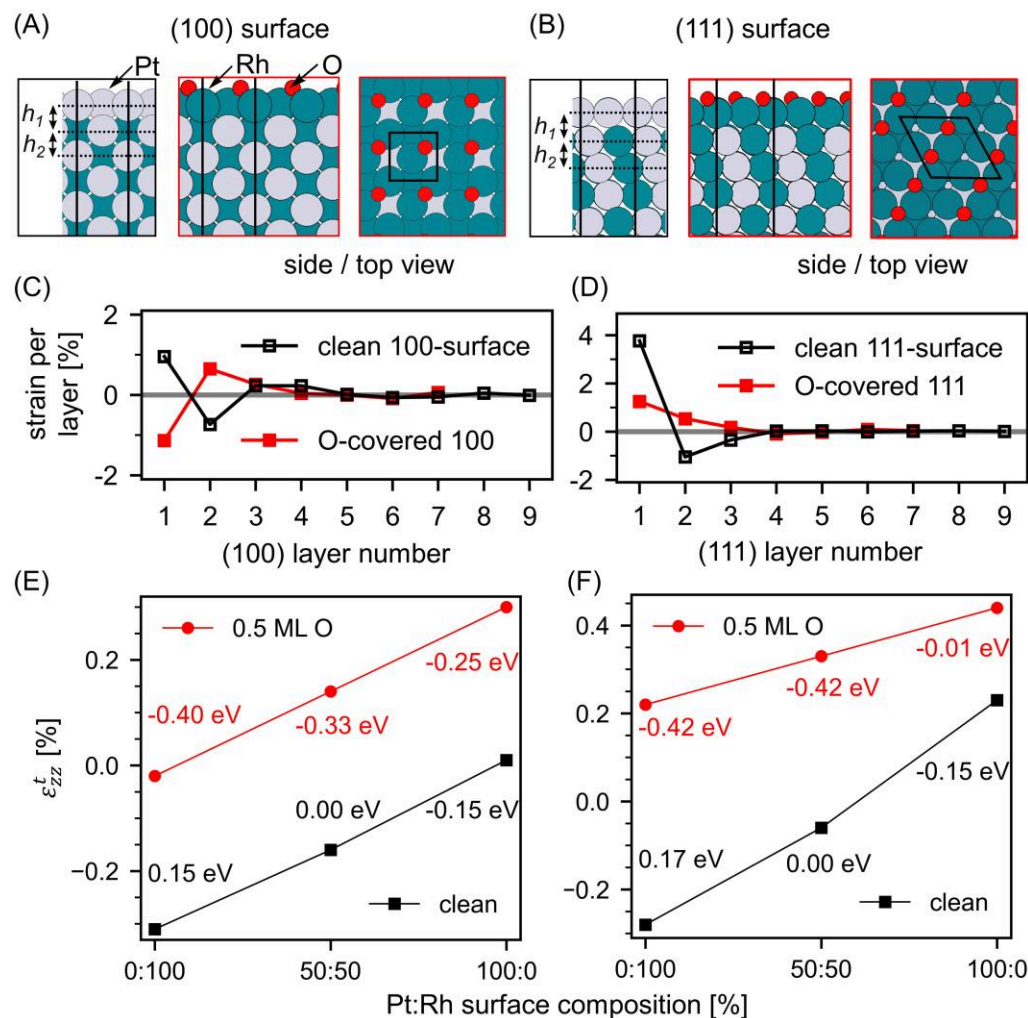 (A)
(100) surface
Pt
Rh
O
h1
h2
side / top view
(B)
(111) surface
h1
h2
side / top view
(C)
strain per
layer [%]
2
0
-2
clean 100-surface
O-covered 100
1 2 3 4 5 6 7 8 9
(100) layer number
(D)
4
2
0
-2
clean 111-surface
O-covered 111
1 2 3 4 5 6 7 8 9
(111) layer number
(E)
ε^t_zz [%]
0.2
0.0
−0.2
0.5 ML O
-0.40 eV
-0.33 eV
-0.25 eV
0.15 eV
0.00 eV
-0.15 eV
clean
0:100 50:50 100:0
(F)
0.4
0.2
0.0
−0.2
0.5 ML O
-0.42 eV
-0.42 eV
-0.01 eV
0.17 eV
0.00 eV
-0.15 eV
clean
0:100 50:50 100:0
Pt:Rh surface composition [%]